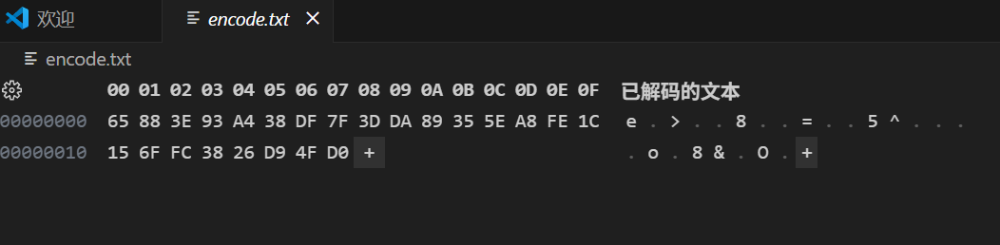 欢迎 encode.txt
encode.txt
00 01 02 03 04 05 06 07 08 09 0A 0B 0C 0D 0E 0F 已解码的文本
00000000 65 88 3E 93 A4 38 DF 7F 3D DA 89 35 5E A8 FE 1C e . > . . 8 . . = . . 5 ^ . . .
00000010 15 6F FC 38 26 D9 4F D0 + . o . 8 & . O . +